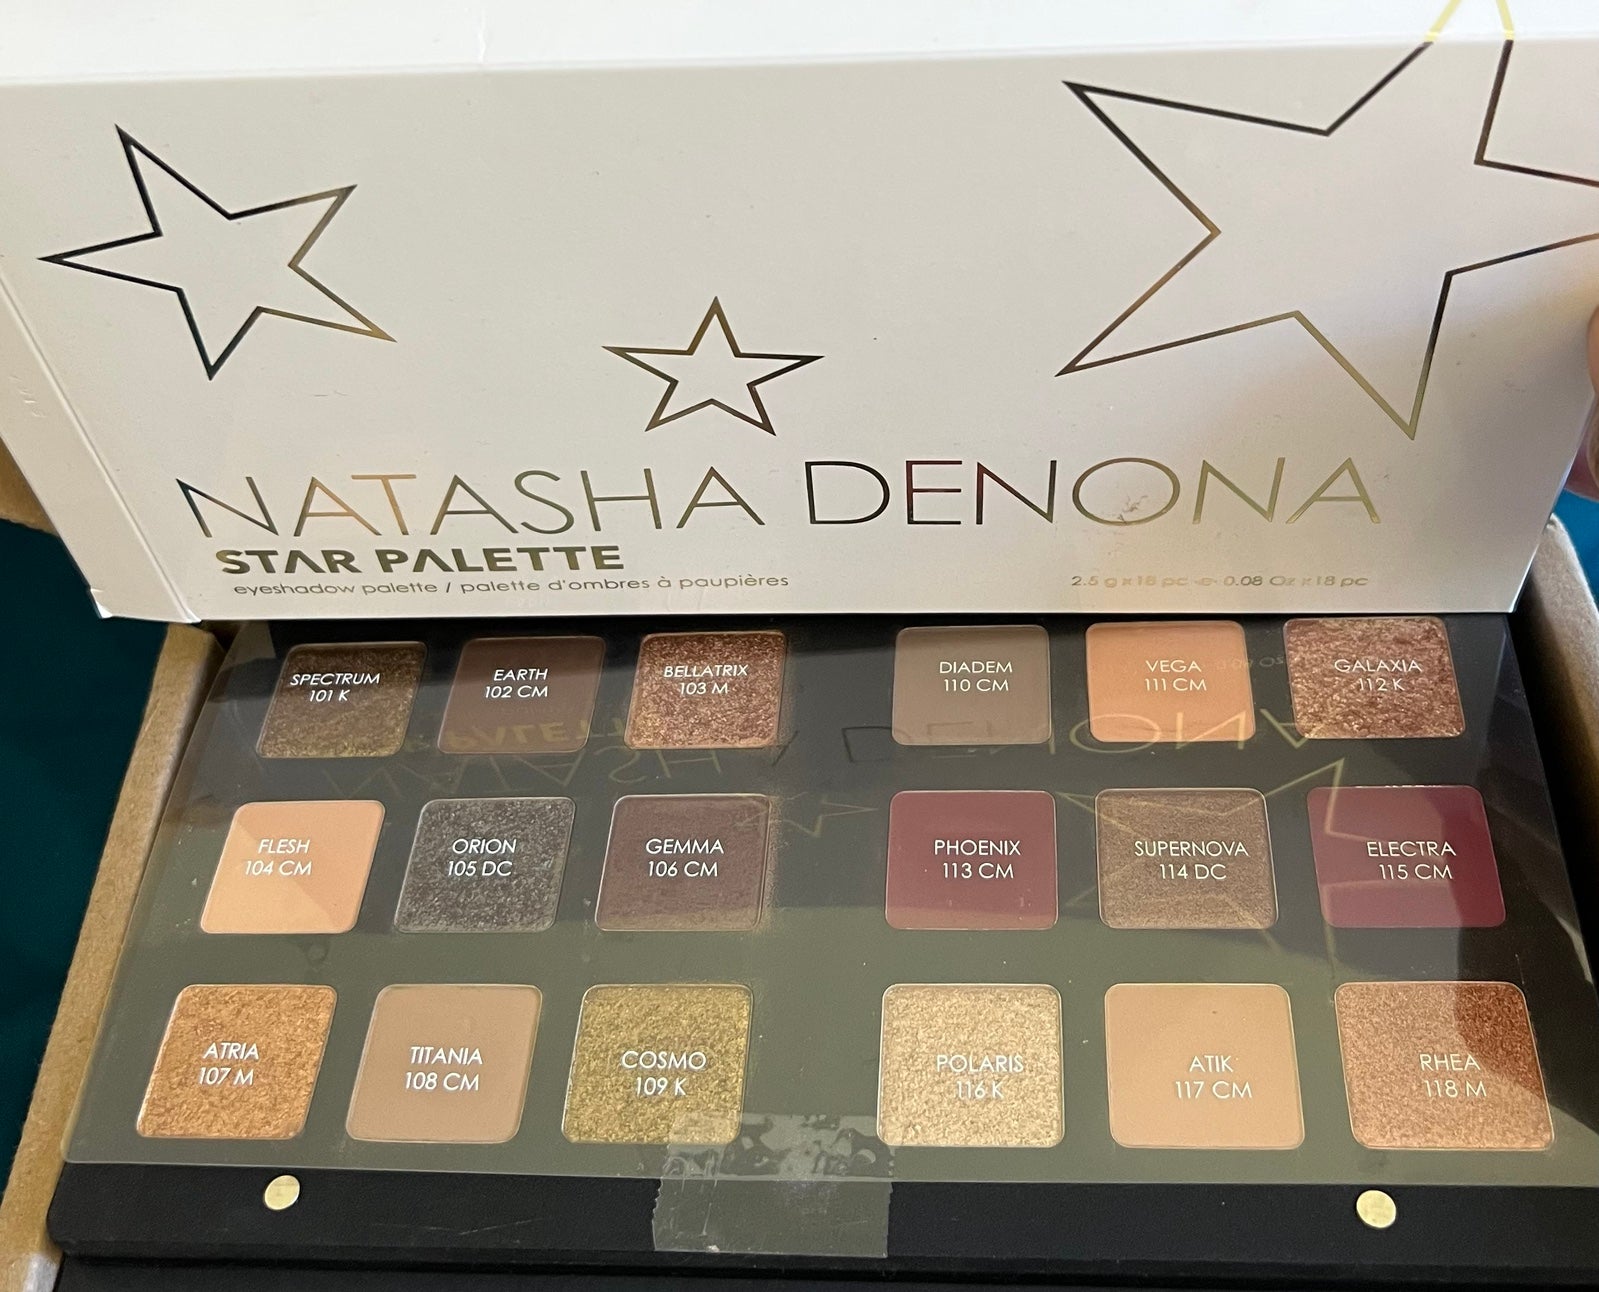 NATASHA DENONA
STAR PALETTE
eyeshadow palette / palette d'ombres à paupières
2.5 g x 18 pc ℮ 0.08 Oz x 18 pc
SPECTRUM
101 K
EARTH
102 CM
BELLATRIX
103 M
DIADEM
110 CM
VEGA
111 CM
GALAXIA
112 K
FLESH
104 CM
ORION
105 DC
GEMMA
106 CM
PHOENIX
113 CM
SUPERNOVA
114 DC
ELECTRA
115 CM
ATRIA
107 M
TITANIA
108 CM
COSMO
109 K
POLARIS
116 K
ATIK
117 CM
RHEA
118 M